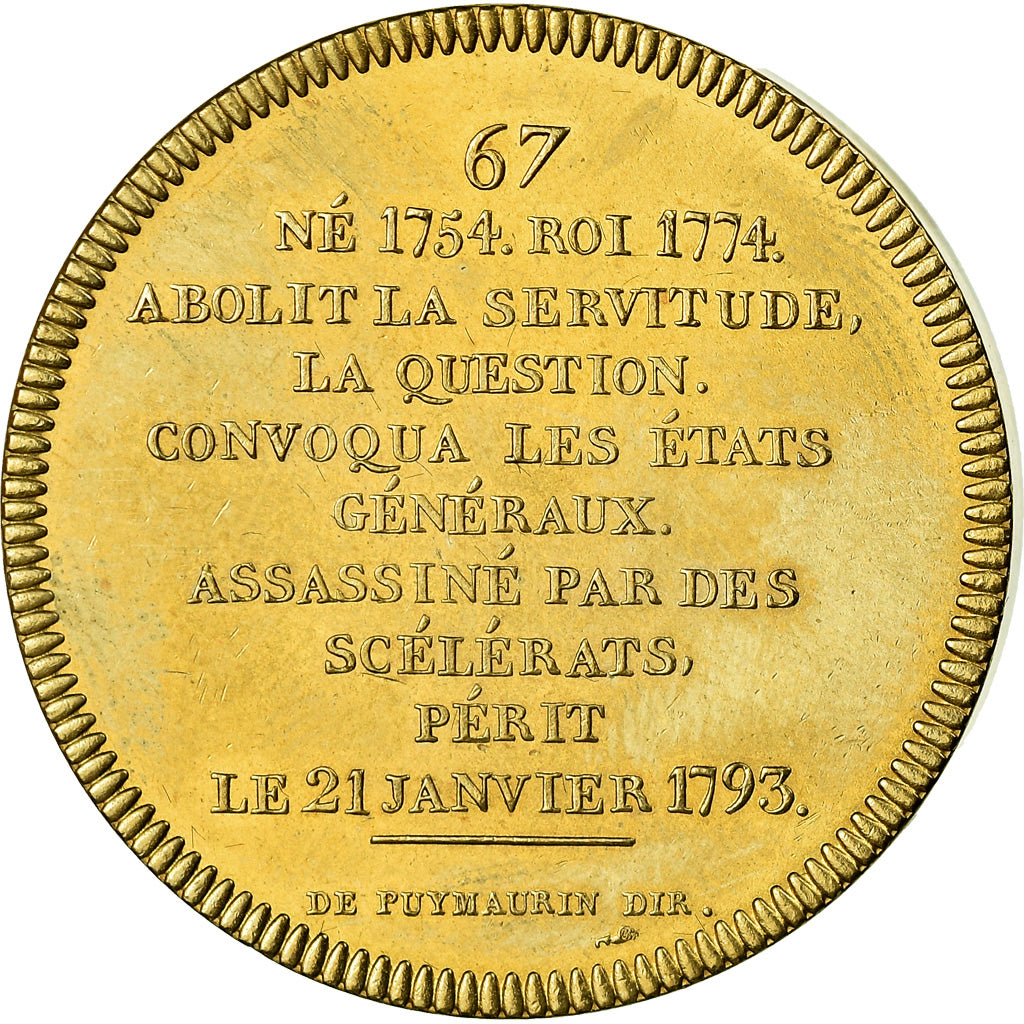 67
NÉ 1754. ROI 1774.
ABOLIT LA SERVITUDE,
LA QUESTION.
CONVOQUA LES ÉTATS
GÉNÉRAUX.
ASSASSINÉ PAR DES
SCÉLÉRATS,
PÉRIT
LE 21 JANVIER 1793.
DE PUYMAURIN DIR.